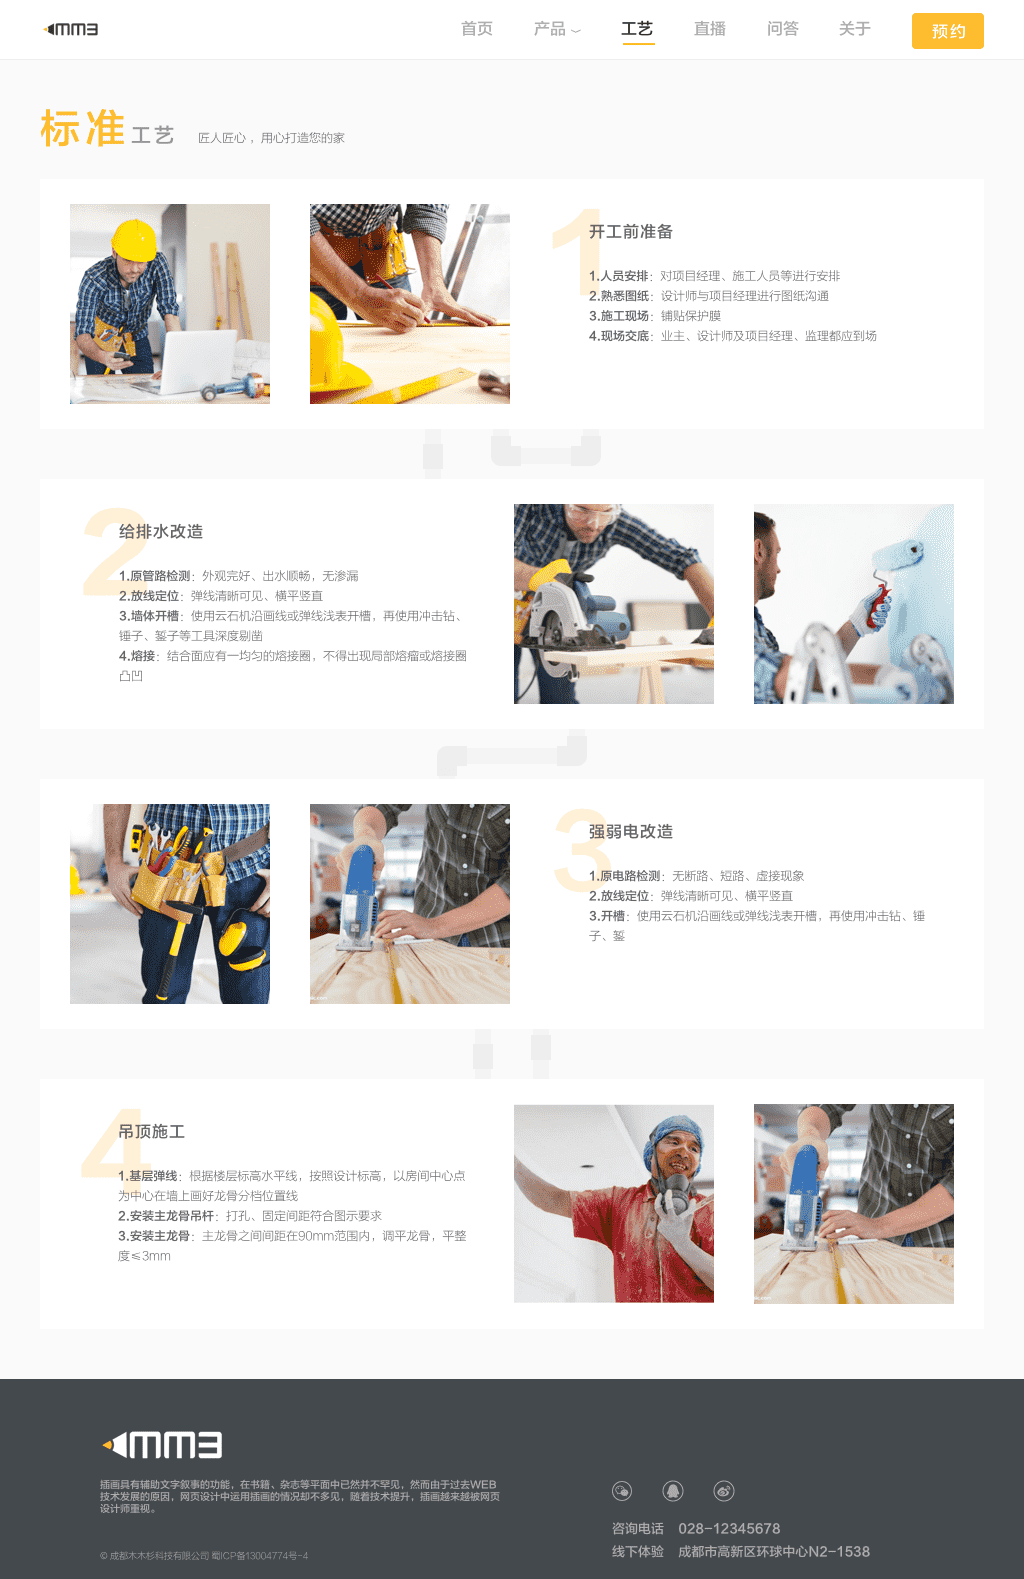 MM3
首页 产品 工艺 直播 问答 关于 预约
标准工艺 匠人匠心，用心打造您的家
1
开工前准备
1.人员安排：对项目经理、施工人员等进行安排
2.熟悉图纸：设计师与项目经理进行图纸沟通
3.施工现场：铺贴保护膜
4.现场交底：业主、设计师及项目经理、监理都应到场
2
给排水改造
1.原管路检测：外观完好、出水顺畅，无渗漏
2.放线定位：弹线清晰可见、横平竖直
3.墙体开槽：使用云石机沿画线或弹线浅表开槽，再使用冲击钻、
锤子、錾子等工具深度剔凿
4.熔接：结合面应有一均匀的熔接圈，不得出现局部熔瘤或熔接圈
凸凹
3
强弱电改造
1.原电路检测：无断路、短路、虚接现象
2.放线定位：弹线清晰可见、横平竖直
3.开槽：使用云石机沿画线或弹线浅表开槽，再使用冲击钻、锤
子、錾
4
吊顶施工
1.基层弹线：根据楼层标高水平线，按照设计标高，以房间中心点
为中心在墙上画好龙骨分档位置线
2.安装主龙骨吊杆：打孔、固定间距符合图示要求
3.安装主龙骨：主龙骨之间间距在90mm范围内，调平龙骨，平整
度≤3mm
MM3
插画具有辅助文字叙事的功能，在书籍、杂志等平面中已然并不罕见，然而由于过去WEB
技术发展的原因，网页设计中运用插画的情况却不多见，随着技术提升，插画越来越被网页
设计师重视。
© 成都木木杉科技有限公司 蜀ICP备13004774号-4
咨询电话 028-12345678
线下体验 成都市高新区环球中心N2-1538